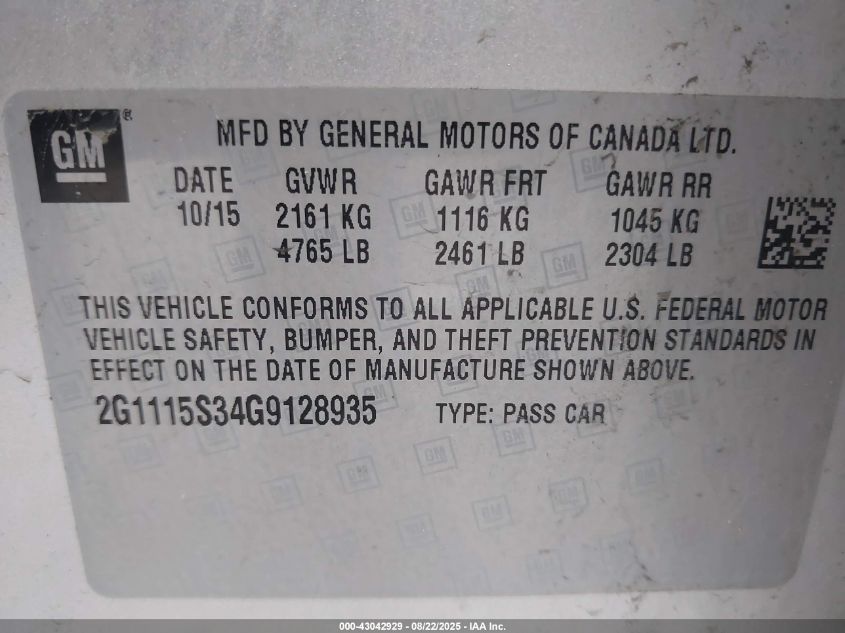 GM®
MFD BY GENERAL MOTORS OF CANADA LTD.
DATE GVWR GAWR FRT GAWR RR
10/15 2161 KG 1116 KG 1045 KG
4765 LB 2461 LB 2304 LB
THIS VEHICLE CONFORMS TO ALL APPLICABLE U.S. FEDERAL MOTOR
VEHICLE SAFETY, BUMPER, AND THEFT PREVENTION STANDARDS IN
EFFECT ON THE DATE OF MANUFACTURE SHOWN ABOVE.
2G1115S34G9128935 TYPE: PASS CAR
000-43042929 - 08/22/2025 - IAA Inc.